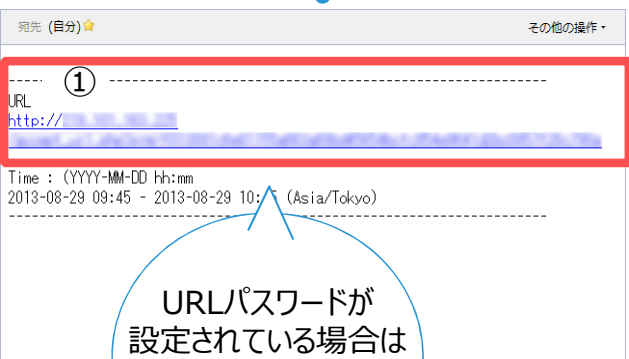 宛先 (自分)
その他の操作
①
URL
http://
Time : (YYYY-MM-DD hh:mm
2013-08-29 09:45 - 2013-08-29 10: (Asia/Tokyo)
URLパスワードが
設定されている場合は